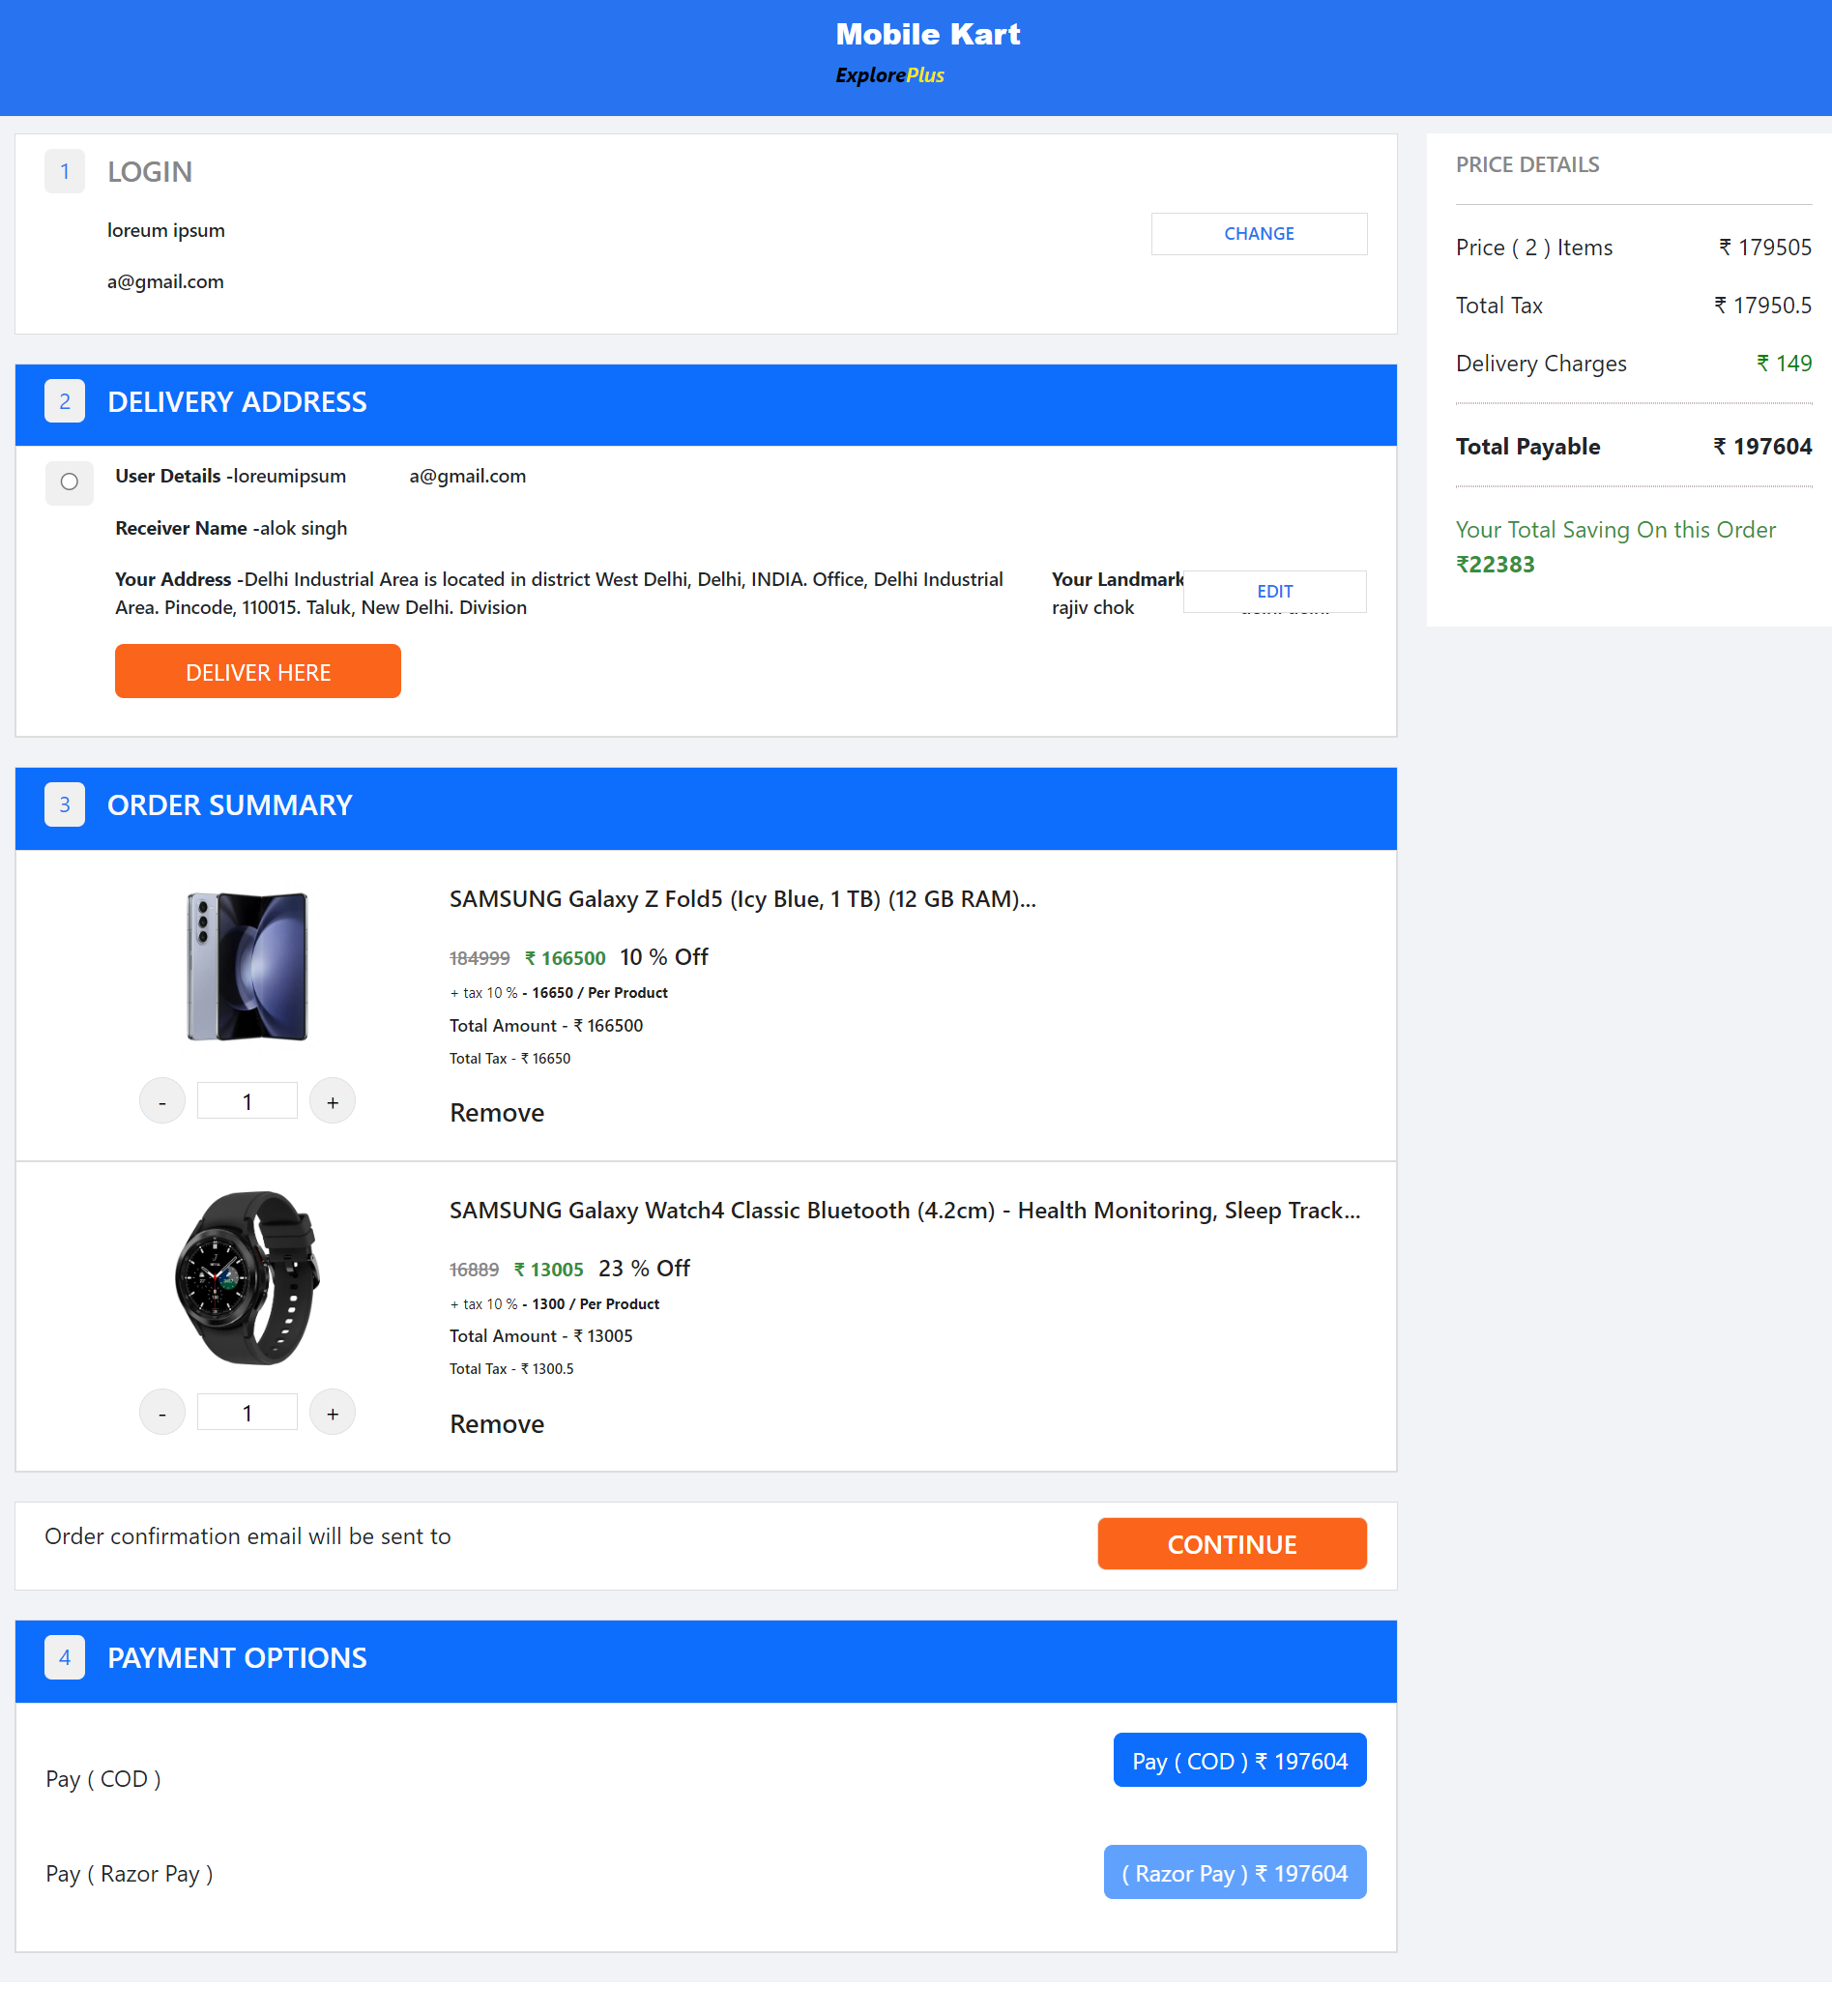 Mobile Kart
ExplorePlus
1 LOGIN
loreum ipsum
CHANGE
a@gmail.com
2 DELIVERY ADDRESS
User Details -loreumipsum a@gmail.com
Receiver Name -alok singh
Your Address -Delhi Industrial Area is located in district West Delhi, Delhi, INDIA. Office, Delhi Industrial
Area. Pincode, 110015. Taluk, New Delhi. Division
Your Landmark
rajiv chok
EDIT
DELIVER HERE
3 ORDER SUMMARY
SAMSUNG Galaxy Z Fold5 (Icy Blue, 1 TB) (12 GB RAM)...
184999 ₹ 166500 10 % Off
+ tax 10 % - 16650 / Per Product
Total Amount - ₹ 166500
Total Tax - ₹ 16650
- 1 +
Remove
SAMSUNG Galaxy Watch4 Classic Bluetooth (4.2cm) - Health Monitoring, Sleep Track...
16889 ₹ 13005 23 % Off
+ tax 10 % - 1300 / Per Product
Total Amount - ₹ 13005
Total Tax - ₹ 1300.5
- 1 +
Remove
Order confirmation email will be sent to
CONTINUE
4 PAYMENT OPTIONS
Pay ( COD )
Pay ( COD ) ₹ 197604
Pay ( Razor Pay )
( Razor Pay ) ₹ 197604
PRICE DETAILS
Price ( 2 ) Items ₹ 179505
Total Tax ₹ 17950.5
Delivery Charges ₹ 149
Total Payable ₹ 197604
Your Total Saving On this Order
₹22383